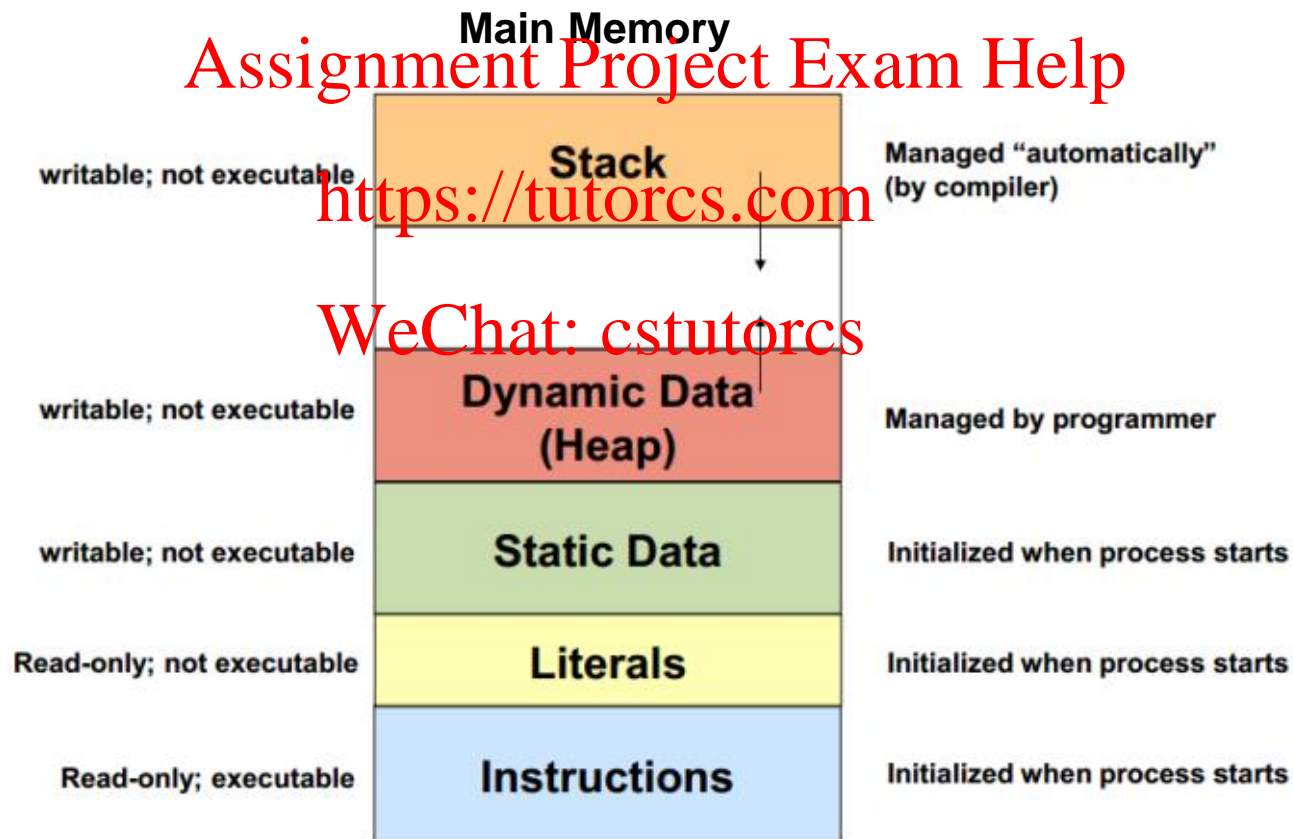 Main Memory
Assignment Project Exam Help
writable; not executable
Stack
Managed “automatically”
(by compiler)
https://tutorcs.com
WeChat: cstutorcs
writable; not executable
Dynamic Data
(Heap)
Managed by programmer
writable; not executable
Static Data
Initialized when process starts
Read-only; not executable
Literals
Initialized when process starts
Read-only; executable
Instructions
Initialized when process starts